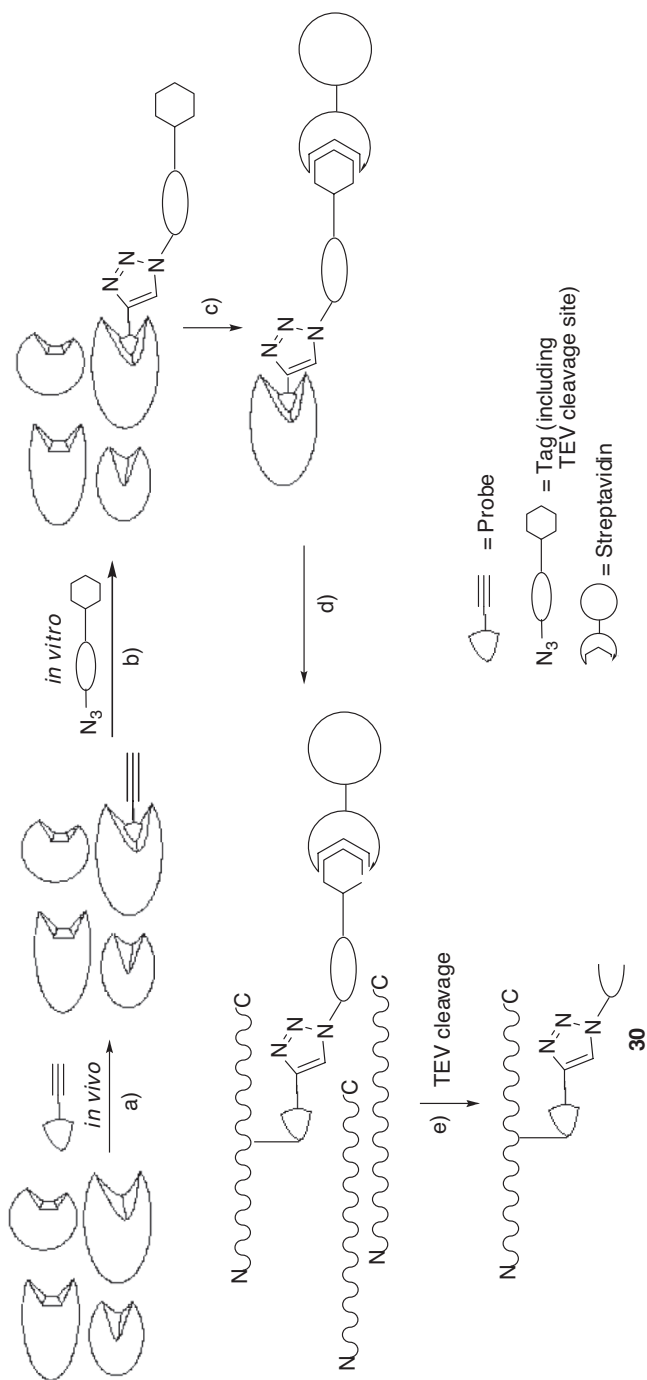 in vivo
a)
N₃
in vitro
b)
N
N
N
c)
N
N
N
d)
N
C
N
N
N
N
C
N
C
e) TEV cleavage
N
C
N
N
N
30
= Probe
N₃
= Tag (including
TEV cleavage site)
= Streptavidin